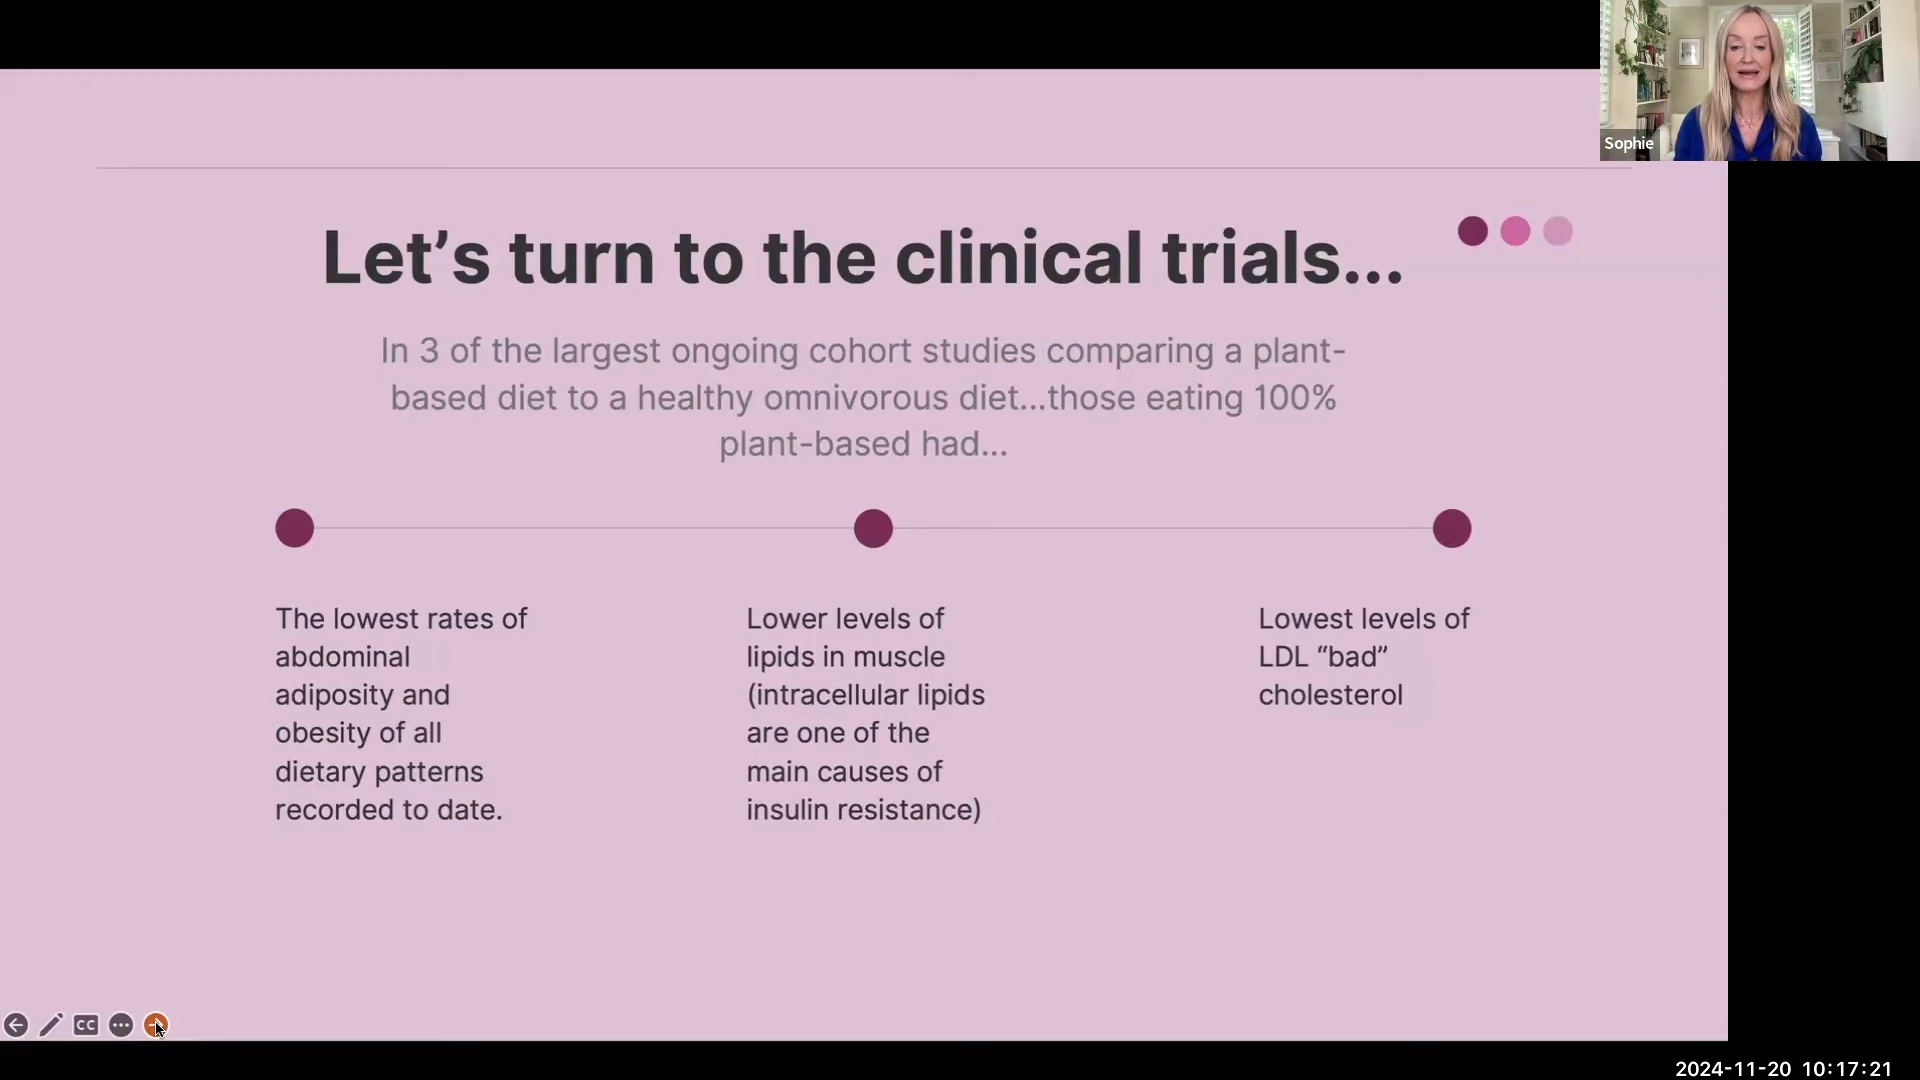 Sophie
Let’s turn to the clinical trials...
In 3 of the largest ongoing cohort studies comparing a plant-
based diet to a healthy omnivorous diet...those eating 100%
plant-based had...
The lowest rates of
abdominal
adiposity and
obesity of all
dietary patterns
recorded to date.
Lower levels of
lipids in muscle
(intracellular lipids
are one of the
main causes of
insulin resistance)
Lowest levels of
LDL “bad”
cholesterol
CC
2024-11-20 10:17:21